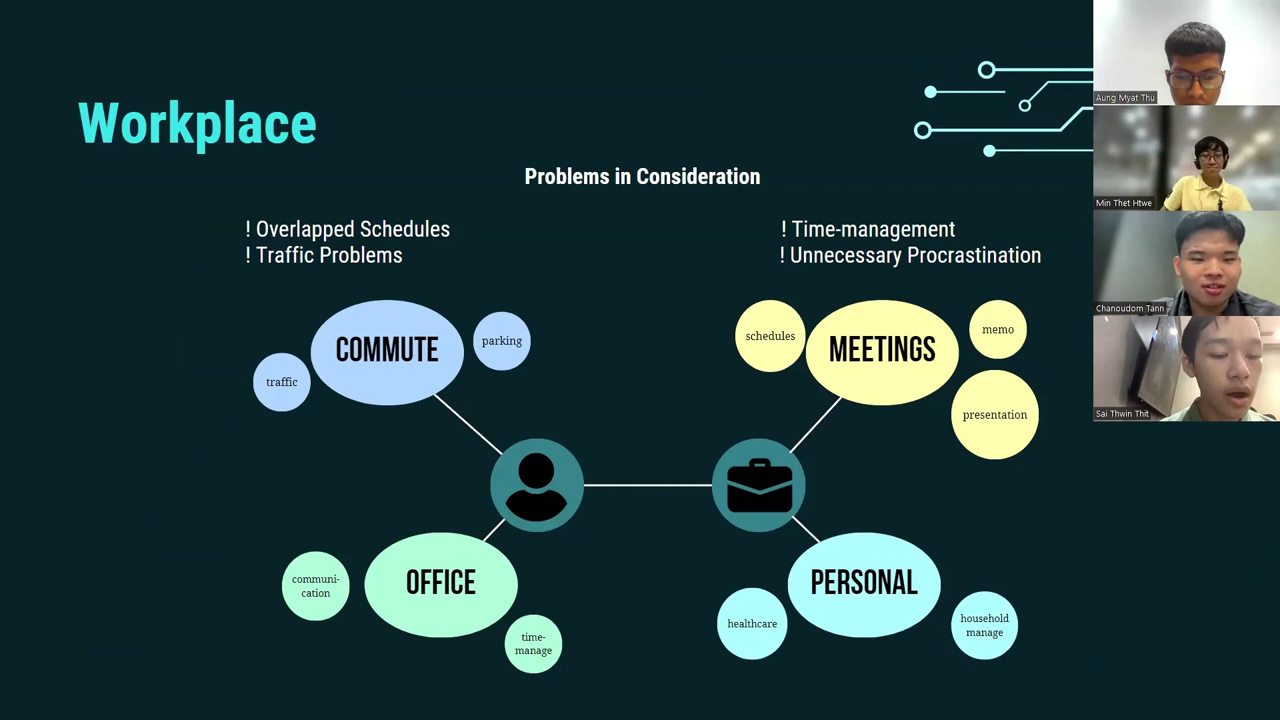 Workplace
Problems in Consideration
! Overlapped Schedules
! Traffic Problems
! Time-management
! Unnecessary Procrastination
COMMUTE
parking
traffic
schedules
MEETINGS
memo
presentation
OFFICE
communi-
cation
time-
manage
PERSONAL
healthcare
household
manage
Aung Myat Thu
Min Thet Htwe
Chanoudom Tann
Sai Thwin Thit